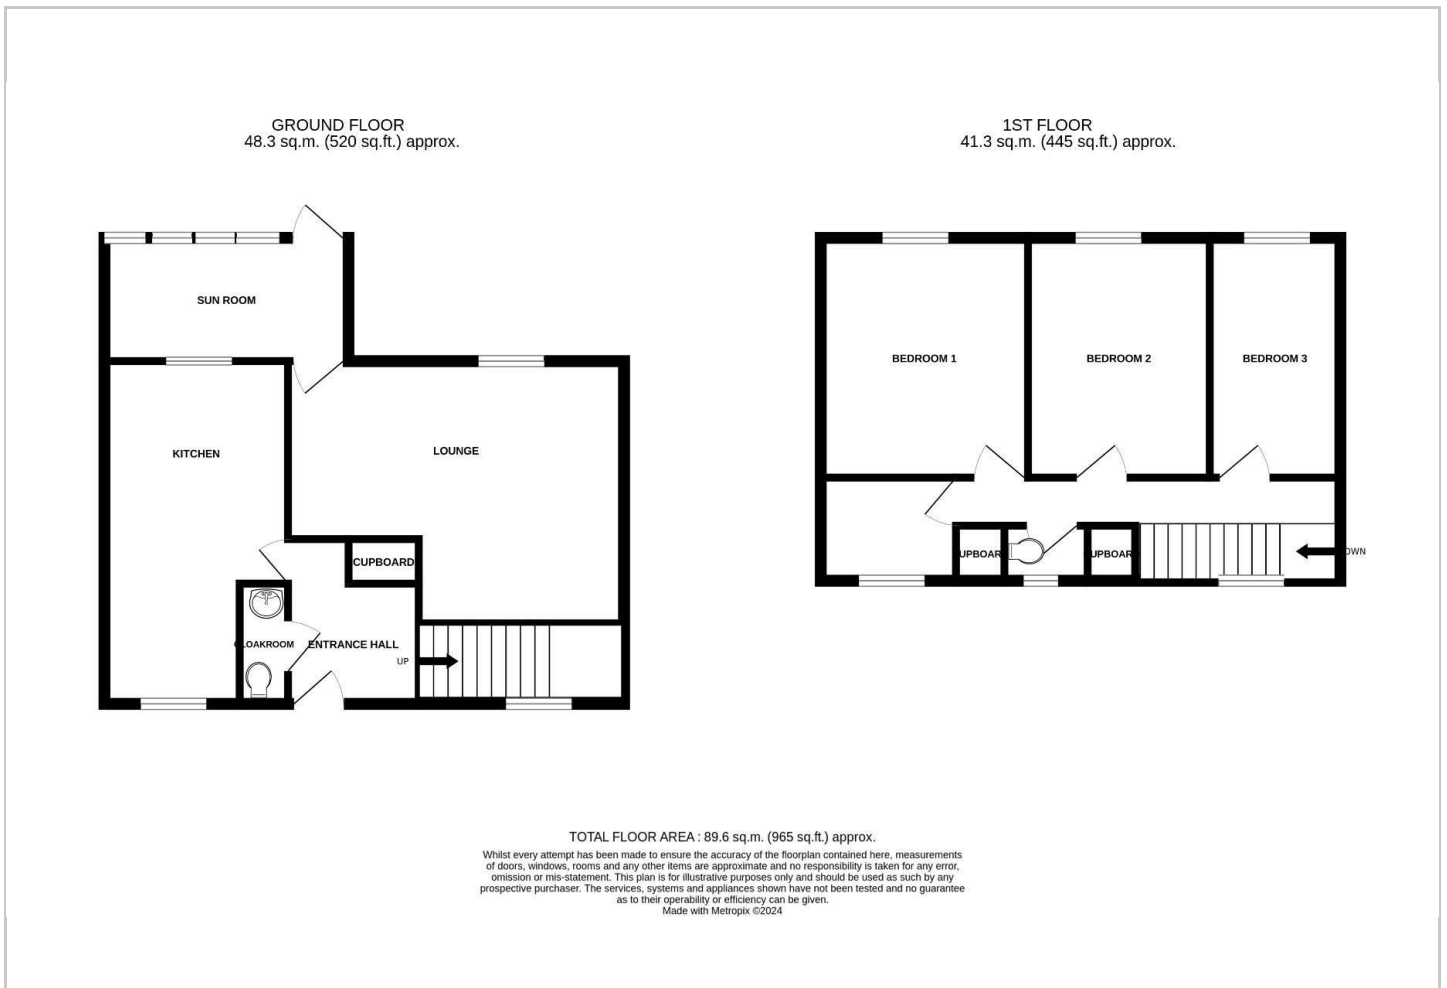 GROUND FLOOR
48.3 sq.m. (520 sq.ft.) approx.
1ST FLOOR
41.3 sq.m. (445 sq.ft.) approx.
SUN ROOM
KITCHEN
LOUNGE
CUPBOARD
CLOAKROOM
ENTRANCE HALL
UP
BEDROOM 1
BEDROOM 2
BEDROOM 3
UPBOAR
UPBOAR
OWN
TOTAL FLOOR AREA : 89.6 sq.m. (965 sq.ft.) approx.
Whilst every attempt has been made to ensure the accuracy of the floorplan contained here, measurements
of doors, windows, rooms and any other items are approximate and no responsibility is taken for any error,
omission or mis-statement. This plan is for illustrative purposes only and should be used as such by any
prospective purchaser. The services, systems and appliances shown have not been tested and no guarantee
as to their operability or efficiency can be given.
Made with Metropix ©2024